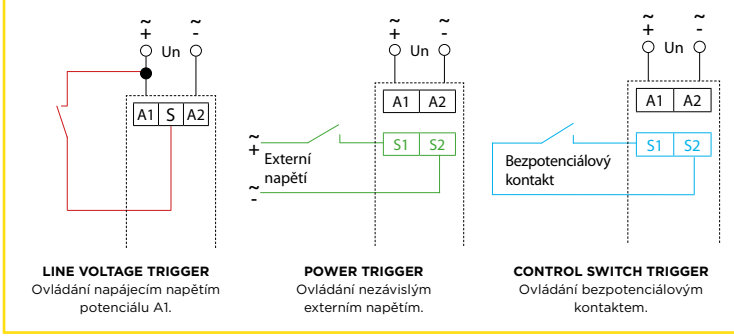 ~ ~
+ Un -
A1 S A2
LINE VOLTAGE TRIGGER
Ovládání napájecím napětím
potenciálu A1.
~ ~
+ Un -
A1 A2
S1 S2
~
+
Externí
napětí
~
-
POWER TRIGGER
Ovládání nezávislým
externím napětím.
~ ~
+ Un -
A1 A2
S1 S2
Bezpotenciálový
kontakt
CONTROL SWITCH TRIGGER
Ovládání bezpotenciálovým
kontaktem.